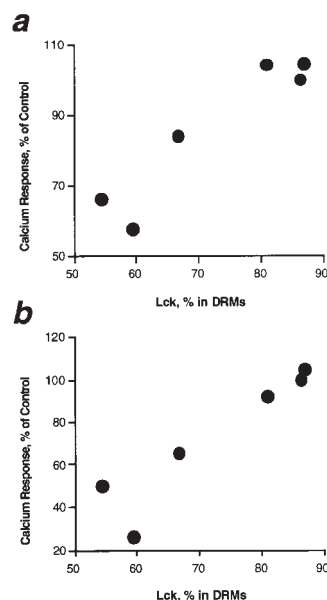 a
110
90
70
50
Calcium Response, % of Control
50 60 70 80 90
Lck, % in DRMs
b
120
100
80
60
40
20
Calcium Response, % of Control
50 60 70 80 90
Lck, % in DRMs